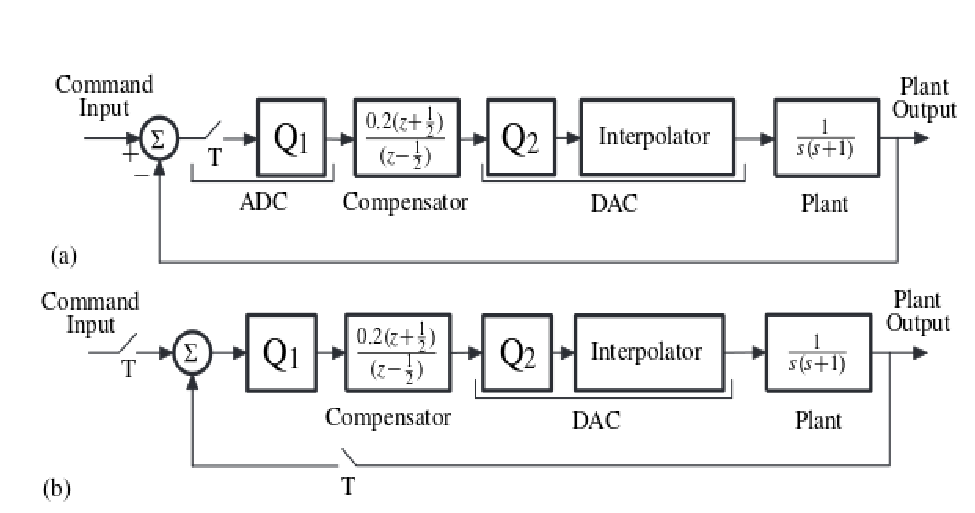 Command
Input
Plant
Output
+
−
Σ
T
Q1
0.2(z+1/2)
(z−1/2)
Q2
Interpolator
1
s(s+1)
ADC
Compensator
DAC
Plant
(a)
Command
Input
Plant
Output
T
Σ
Q1
0.2(z+1/2)
(z−1/2)
Q2
Interpolator
1
s(s+1)
Compensator
DAC
Plant
T
(b)